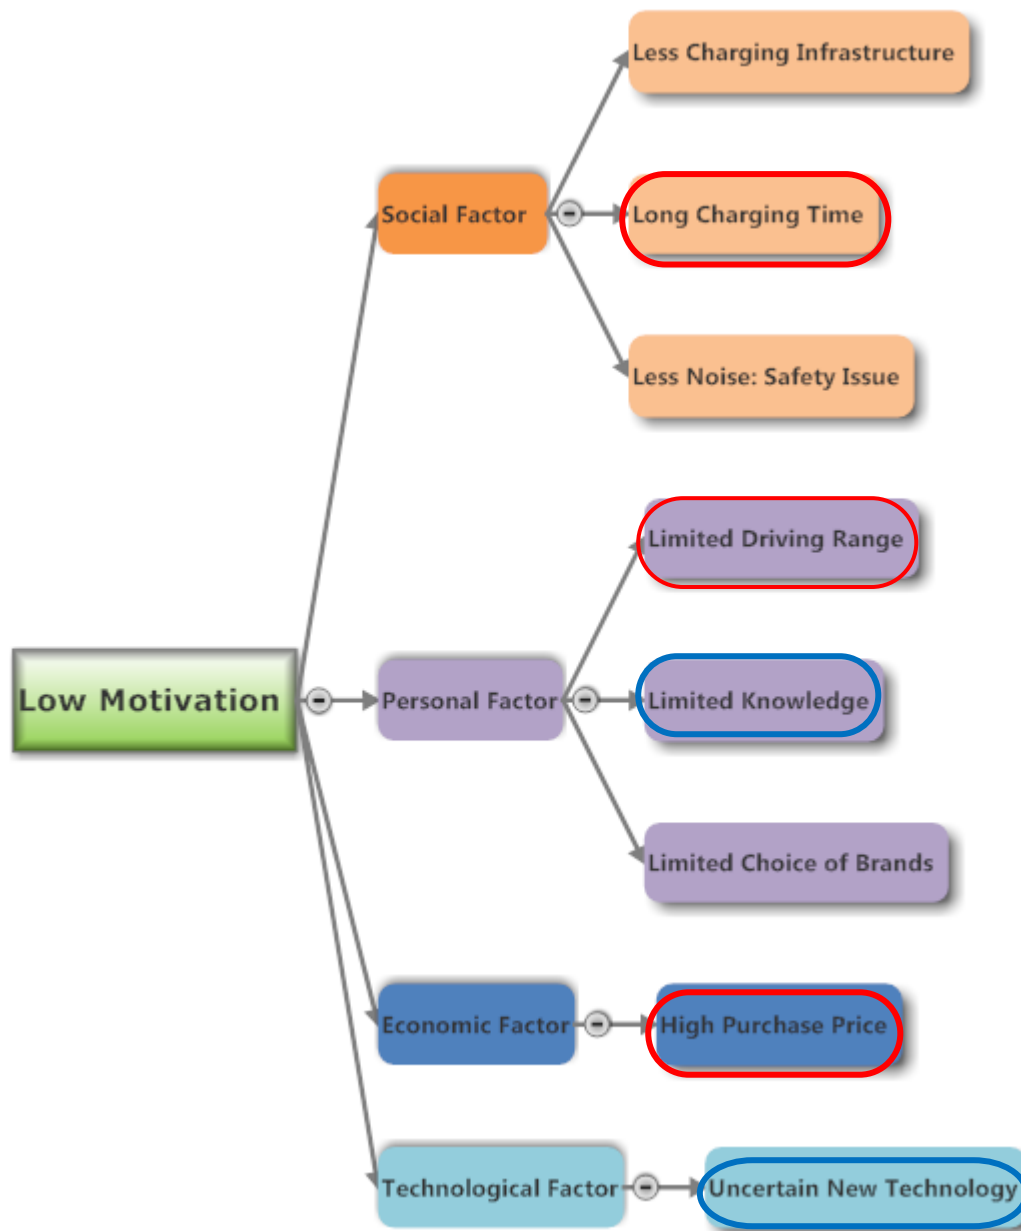 Less Charging Infrastructure
Social Factor
Long Charging Time
Less Noise: Safety Issue
Limited Driving Range
Low Motivation
Personal Factor
Limited Knowledge
Limited Choice of Brands
Economic Factor
High Purchase Price
Technological Factor
Uncertain New Technology